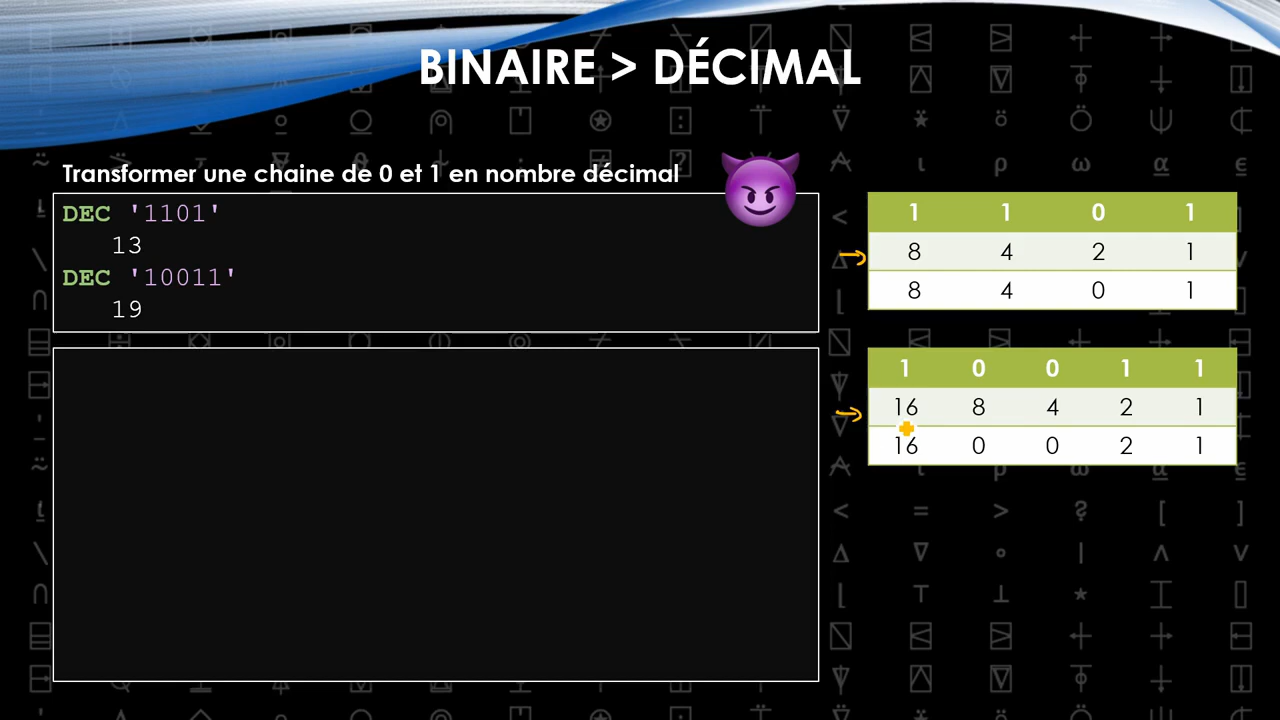 BINAIRE > DÉCIMAL
Transformer une chaine de 0 et 1 en nombre décimal
DEC '1101'
13
DEC '10011'
19
1 1 0 1
8 4 2 1
8 4 0 1
1 0 0 1 1
16 8 4 2 1
16 0 0 2 1